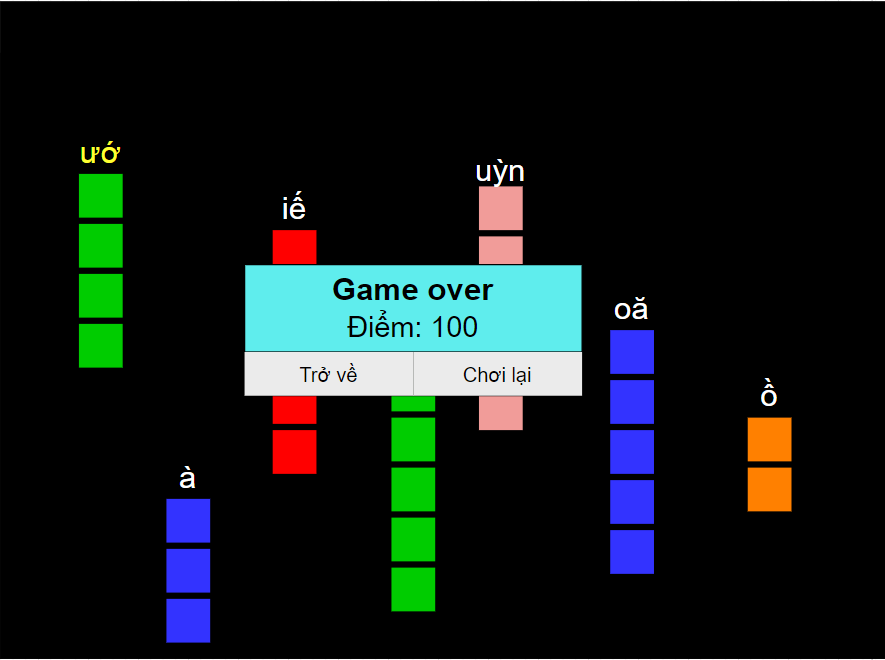 ướ
uỳn
iế
Game over
Điểm: 100
oă
Trở về
Chơi lại
ồ
à